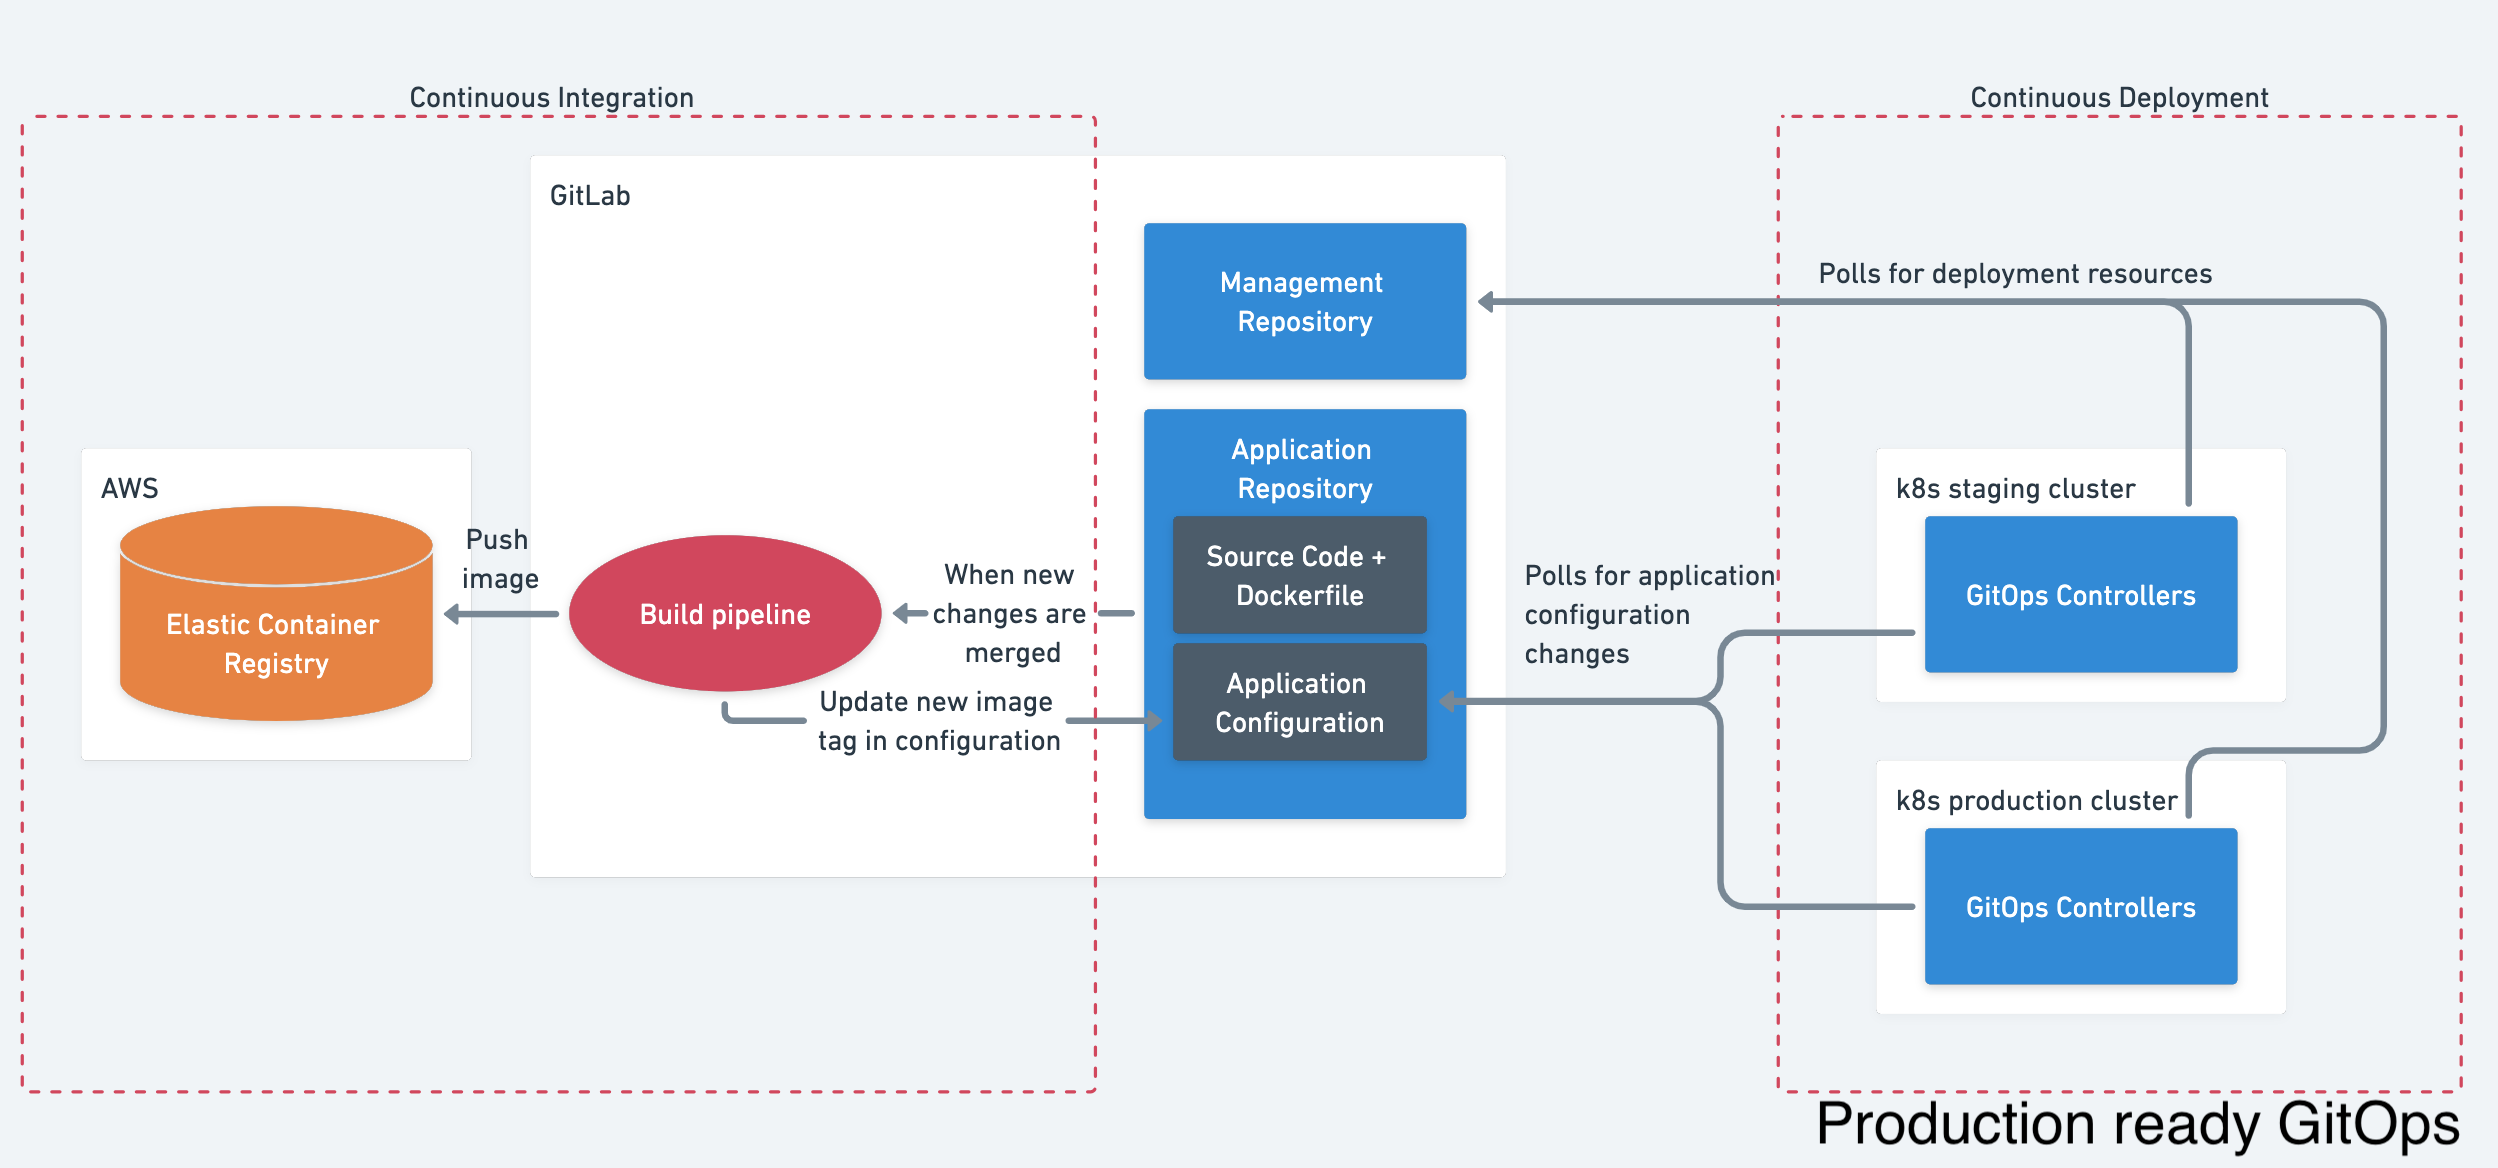 Continuous Integration
Continuous Deployment
GitLab
Management
Repository
Polls for deployment resources
Application
Repository
AWS
k8s staging cluster
Push
image
Source Code +
Dockerfile
When new
changes are
merged
Polls for application
configuration
changes
GitOps Controllers
Build pipeline
Elastic Container
Registry
Application
Configuration
Update new image
tag in configuration
k8s production cluster
GitOps Controllers
Production ready GitOps